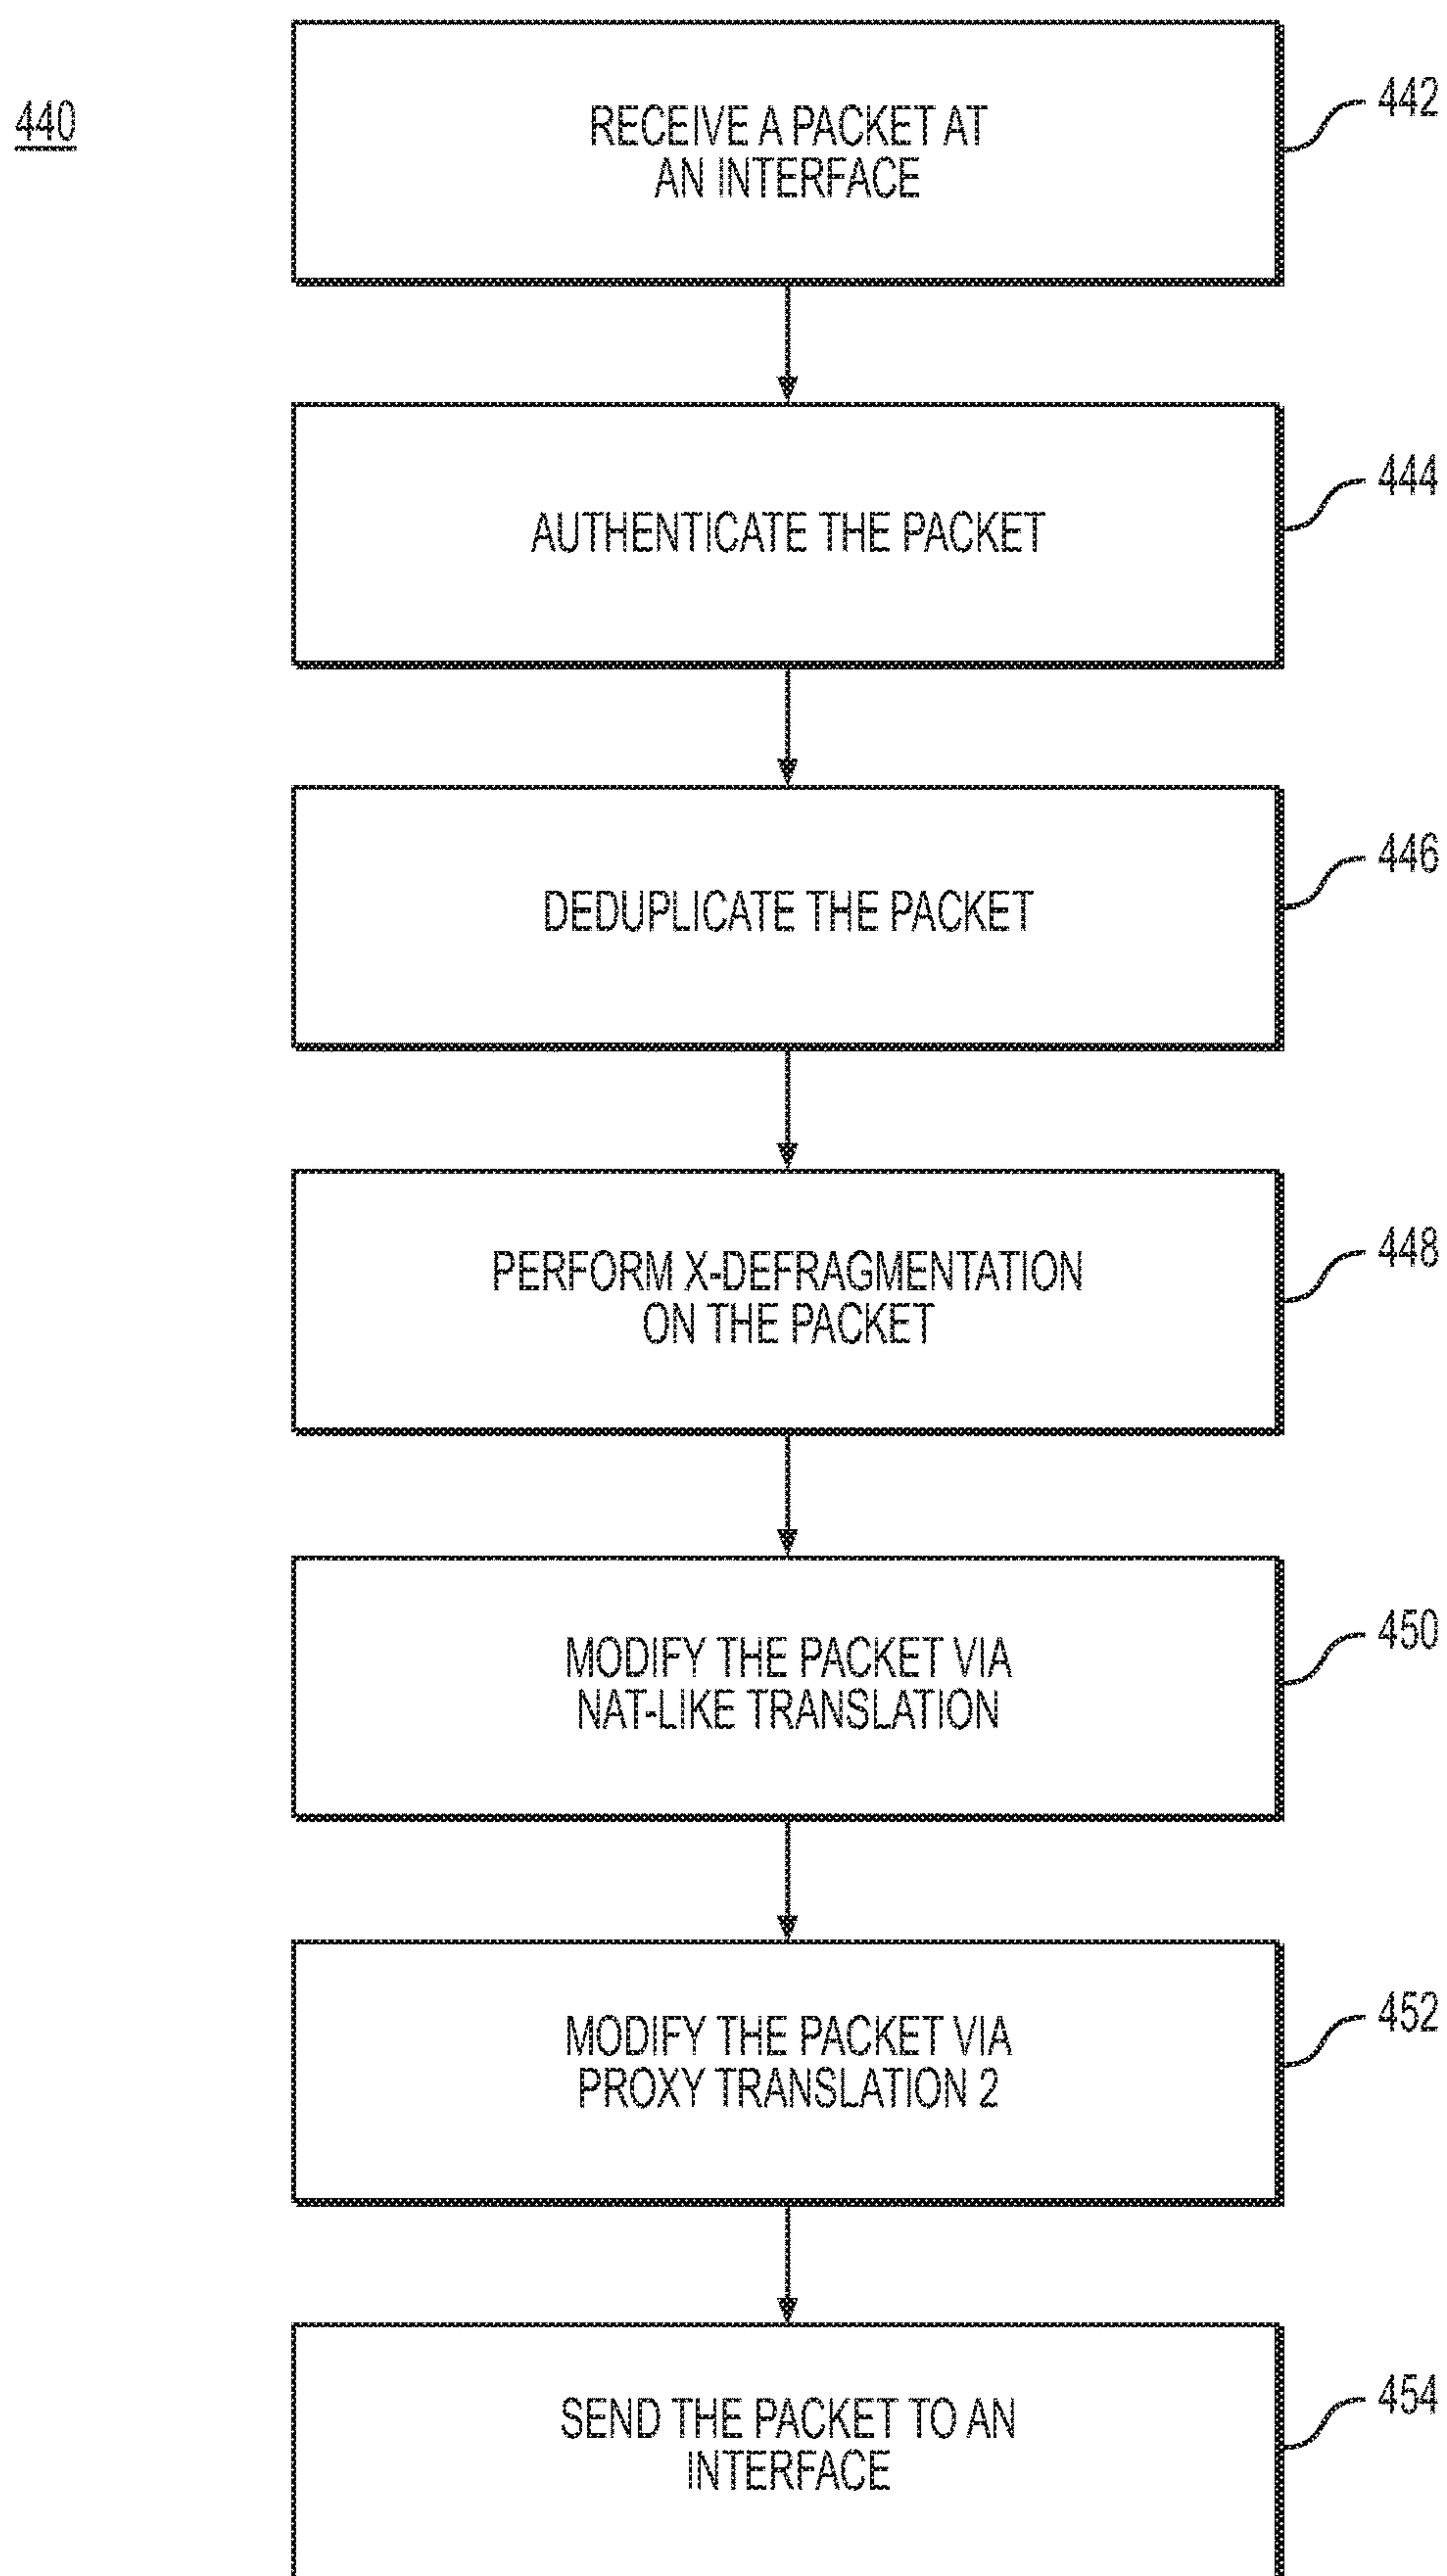 440
RECEIVE A PACKET AT
AN INTERFACE
442
AUTHENTICATE THE PACKET
444
DEDUPLICATE THE PACKET
446
PERFORM X-DEFRAGMENTATION
ON THE PACKET
448
MODIFY THE PACKET VIA
NAT-LIKE TRANSLATION
450
MODIFY THE PACKET VIA
PROXY TRANSLATION 2
452
SEND THE PACKET TO AN
INTERFACE
454